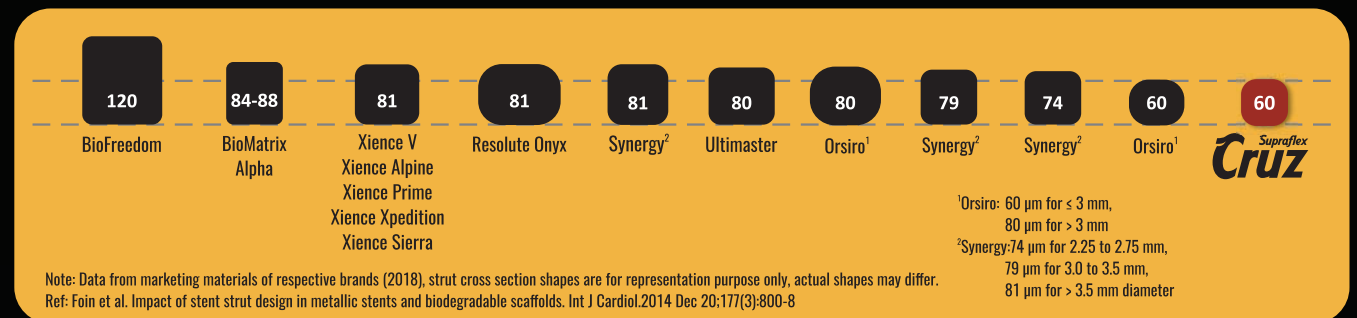 120
84-88
81
81
81
80
80
79
74
60
60
BioFreedom
BioMatrix
Alpha
Xience V
Xience Alpine
Xience Prime
Xience Xpedition
Xience Sierra
Resolute Onyx
Synergy²
Ultimaster
Orsiro¹
Synergy²
Synergy²
Orsiro¹
Supraflex
Cruz
¹Orsiro: 60 µm for ≤ 3 mm,
80 µm for > 3 mm
²Synergy:74 µm for 2.25 to 2.75 mm,
79 µm for 3.0 to 3.5 mm,
81 µm for > 3.5 mm diameter
Note: Data from marketing materials of respective brands (2018), strut cross section shapes are for representation purpose only, actual shapes may differ.
Ref: Foin et al. Impact of stent strut design in metallic stents and biodegradable scaffolds. Int J Cardiol.2014 Dec 20;177(3):800-8